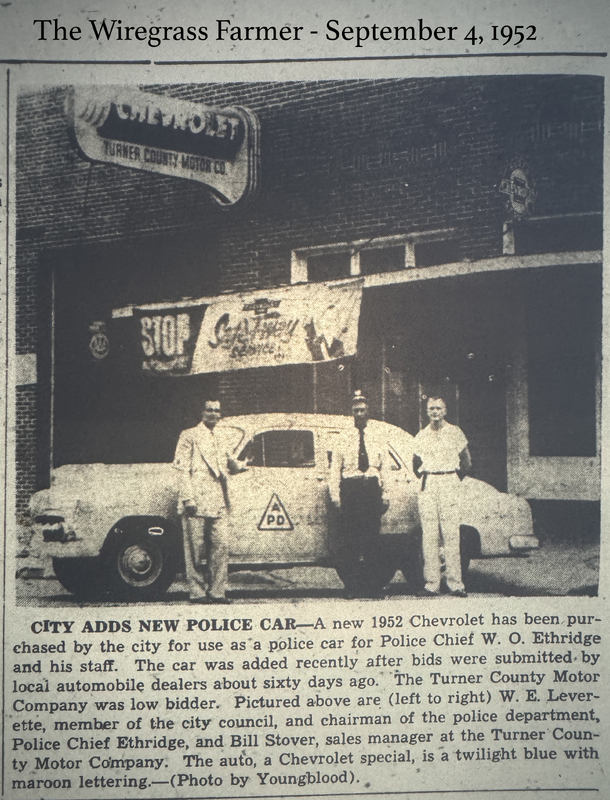 The Wiregrass Farmer - September 4, 1952
CHEVROLET
TURNER COUNTY MOTOR CO.
STOP
Safe-T-way
service
A
PD
CITY ADDS NEW POLICE CAR—A new 1952 Chevrolet has been pur-
chased by the city for use as a police car for Police Chief W. O. Ethridge
and his staff. The car was added recently after bids were submitted by
local automobile dealers about sixty days ago. The Turner County Motor
Company was low bidder. Pictured above are (left to right) W. E. Lever-
ette, member of the city council, and chairman of the police department,
Police Chief Ethridge, and Bill Stover, sales manager at the Turner Coun-
ty Motor Company. The auto, a Chevrolet special, is a twilight blue with
maroon lettering.—(Photo by Youngblood).